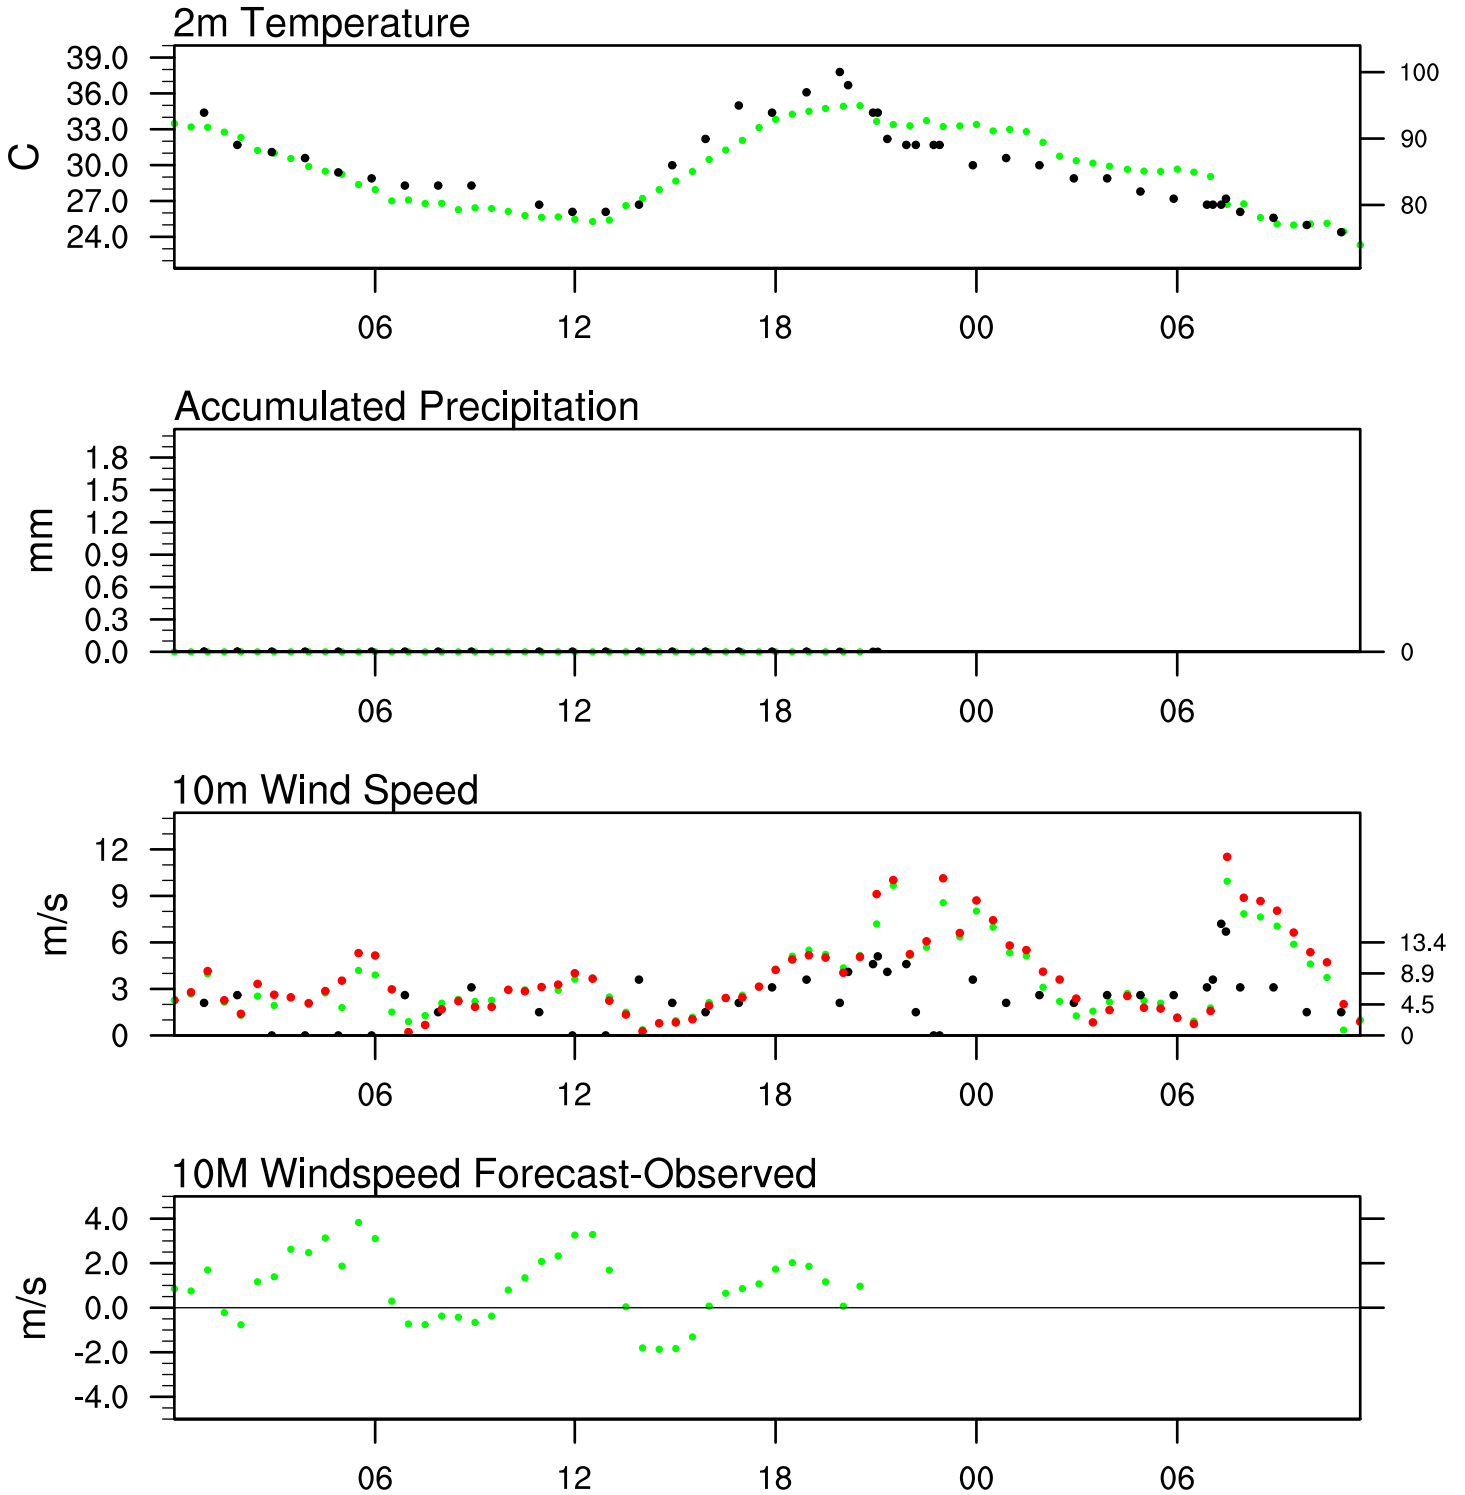 2m Temperature
39.0
36.0
33.0
30.0
27.0
24.0
C
100
90
80
06 12 18 00 06
Accumulated Precipitation
1.8
1.5
1.2
0.9
0.6
0.3
0.0
mm
0
06 12 18 00 06
10m Wind Speed
12
9
6
3
0
m/s
13.4
8.9
4.5
0
06 12 18 00 06
10M Windspeed Forecast-Observed
4.0
2.0
0.0
-2.0
-4.0
m/s
06 12 18 00 06